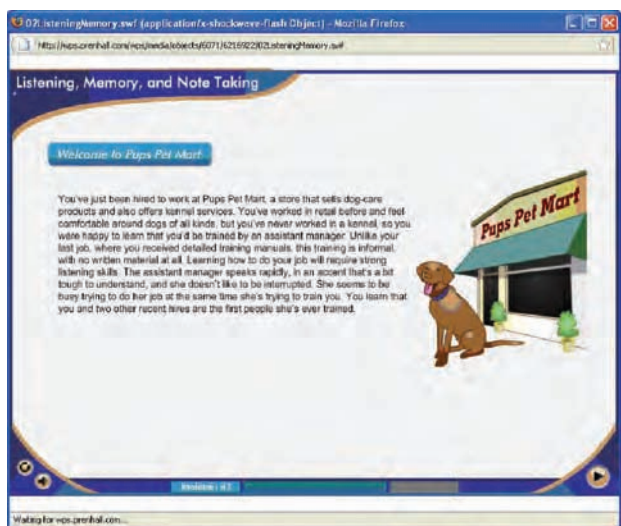 02ListeningMemory.swf (application/x-shockwave-flash Object) - Mozilla Firefox
Listening, Memory, and Note Taking
Welcome to Pups Pet Mart
You've just been hired to work at Pups Pet Mart, a store that sells dog-care
products and also offers kennel services. You've worked in retail before and feel
comfortable around dogs of all kinds, but you've never worked in a kennel, so you
were happy to learn that you'd be trained by an assistant manager. Unlike your
last job, where you received detailed training manuals, this training is informal,
with no written material at all. Learning how to do your job will require strong
listening skills. The assistant manager speaks rapidly, in an accent that's a bit
tough to understand, and she doesn't like to be interrupted. She seems to be
busy trying to do her job at the same time she's trying to train you. You learn that
you and two other recent hires are the first people she's ever trained.
Pups Pet Mart
Waiting for wps.prenhall.com...